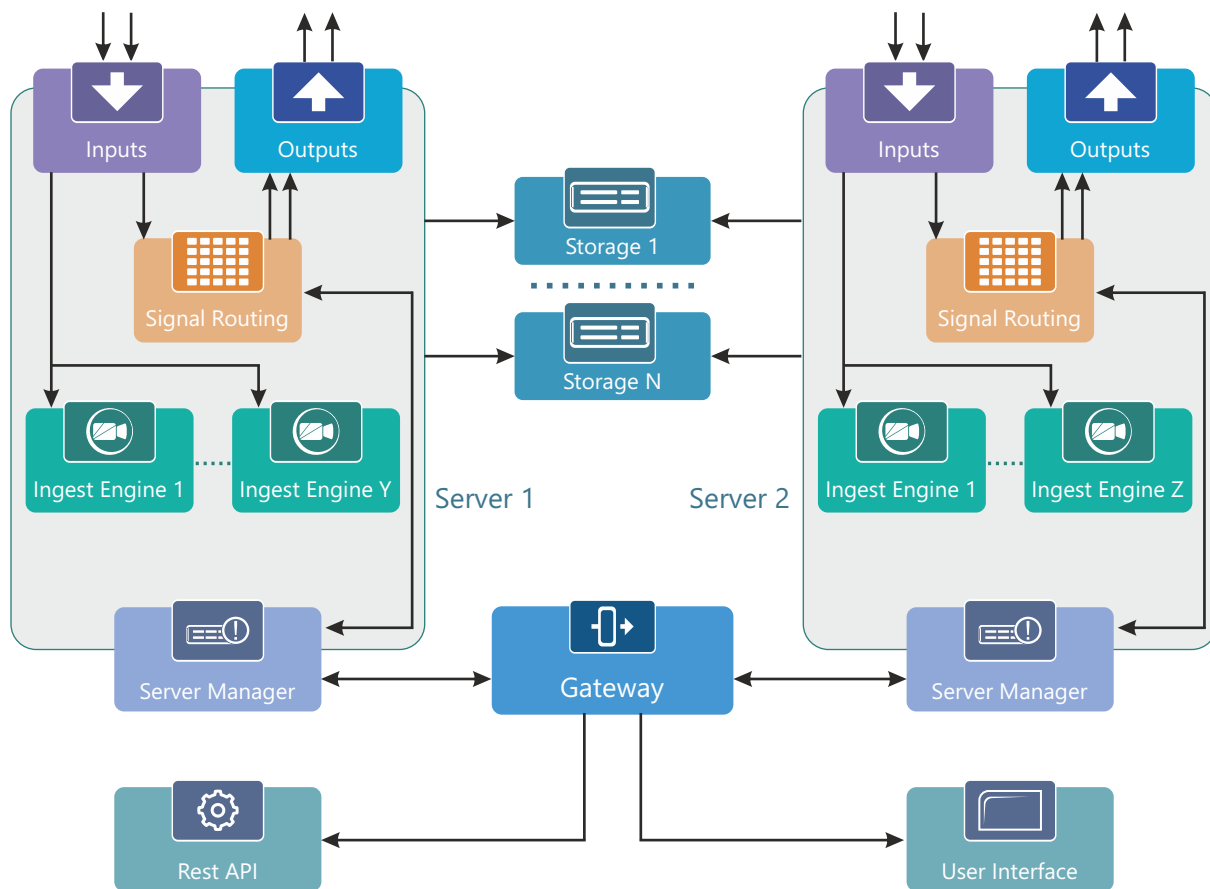 Inputs
Outputs
Inputs
Outputs
Storage 1
Signal Routing
Signal Routing
Storage N
Ingest Engine 1
Ingest Engine Y
Server 1
Server 2
Ingest Engine 1
Ingest Engine Z
Server Manager
Gateway
Server Manager
Rest API
User Interface